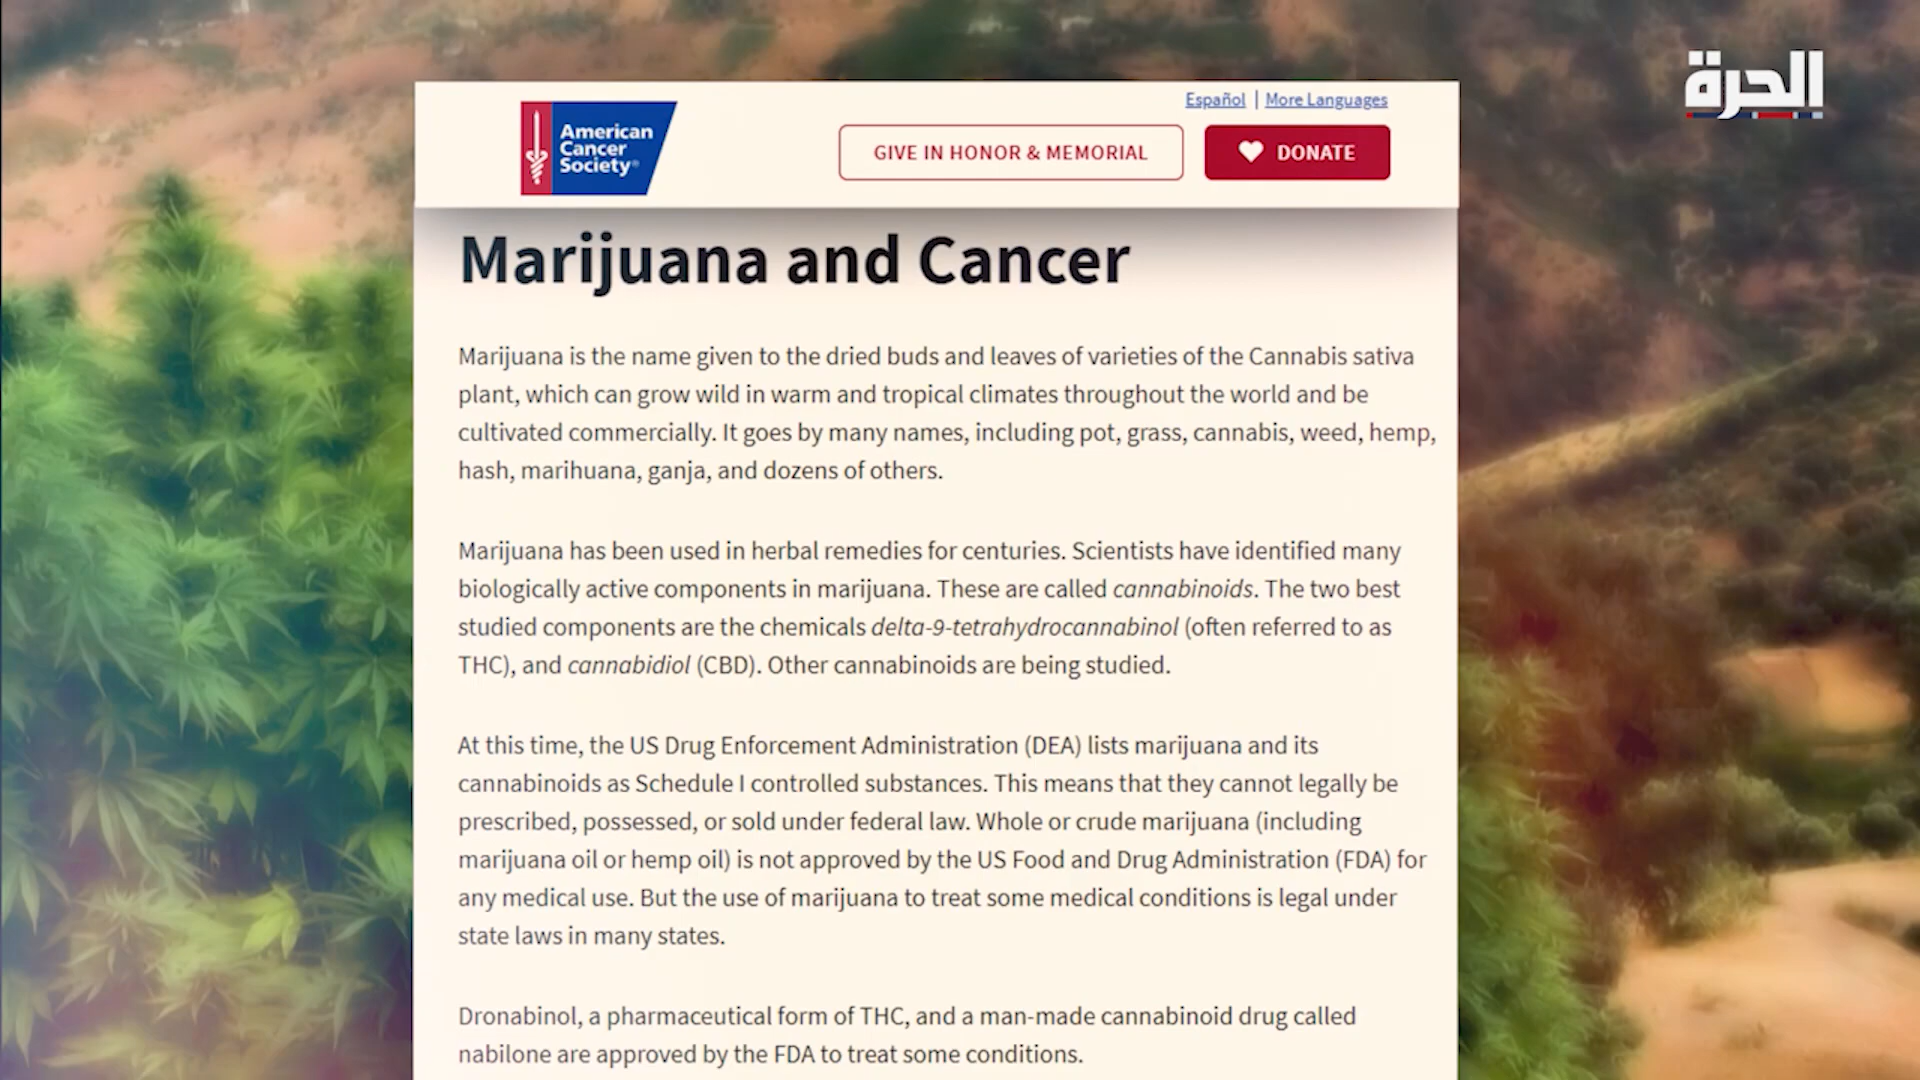 الحرة
Español | More Languages
American
Cancer
Society®
GIVE IN HONOR & MEMORIAL
DONATE
Marijuana and Cancer
Marijuana is the name given to the dried buds and leaves of varieties of the Cannabis sativa
plant, which can grow wild in warm and tropical climates throughout the world and be
cultivated commercially. It goes by many names, including pot, grass, cannabis, weed, hemp,
hash, marihuana, ganja, and dozens of others.
Marijuana has been used in herbal remedies for centuries. Scientists have identified many
biologically active components in marijuana. These are called cannabinoids. The two best
studied components are the chemicals delta-9-tetrahydrocannabinol (often referred to as
THC), and cannabidiol (CBD). Other cannabinoids are being studied.
At this time, the US Drug Enforcement Administration (DEA) lists marijuana and its
cannabinoids as Schedule I controlled substances. This means that they cannot legally be
prescribed, possessed, or sold under federal law. Whole or crude marijuana (including
marijuana oil or hemp oil) is not approved by the US Food and Drug Administration (FDA) for
any medical use. But the use of marijuana to treat some medical conditions is legal under
state laws in many states.
Dronabinol, a pharmaceutical form of THC, and a man-made cannabinoid drug called
nabilone are approved by the FDA to treat some conditions.